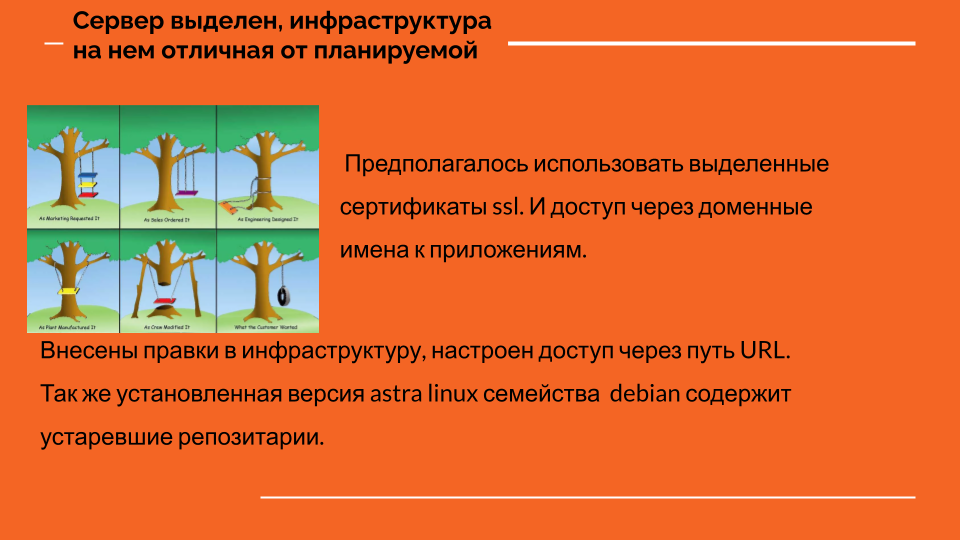 Сервер выделен, инфраструктура
на нем отличная от планируемой
As Marketing Requested It
As Sales Ordered It
As Engineering Designed It
As Plant Manufactured It
As Crew Modified It
What the Customer Wanted
Предполагалось использовать выделенные
сертификаты ssl. И доступ через доменные
имена к приложениям.
Внесены правки в инфраструктуру, настроен доступ через путь URL.
Так же установленная версия astra linux семейства debian содержит
устаревшие репозитарии.